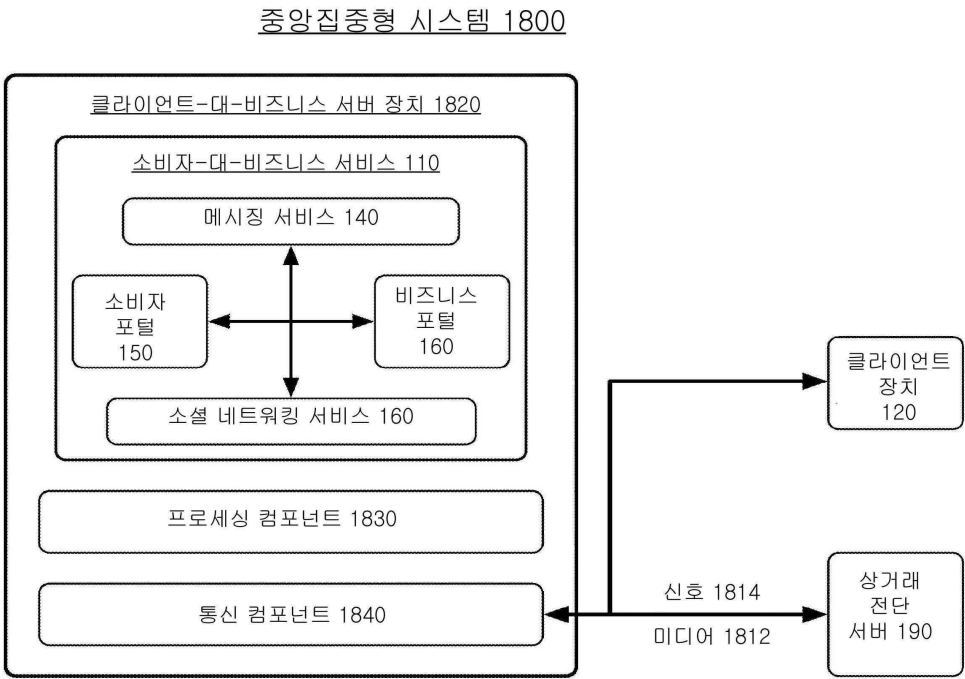 중앙집중형 시스템 1800
클라이언트-대-비즈니스 서버 장치 1820
소비자-대-비즈니스 서비스 110
메시징 서비스 140
소비자
포털
150
비즈니스
포털
160
소셜 네트워킹 서비스 160
프로세싱 컴포넌트 1830
통신 컴포넌트 1840
클라이언트
장치
120
신호 1814
미디어 1812
상거래
전단
서버 190